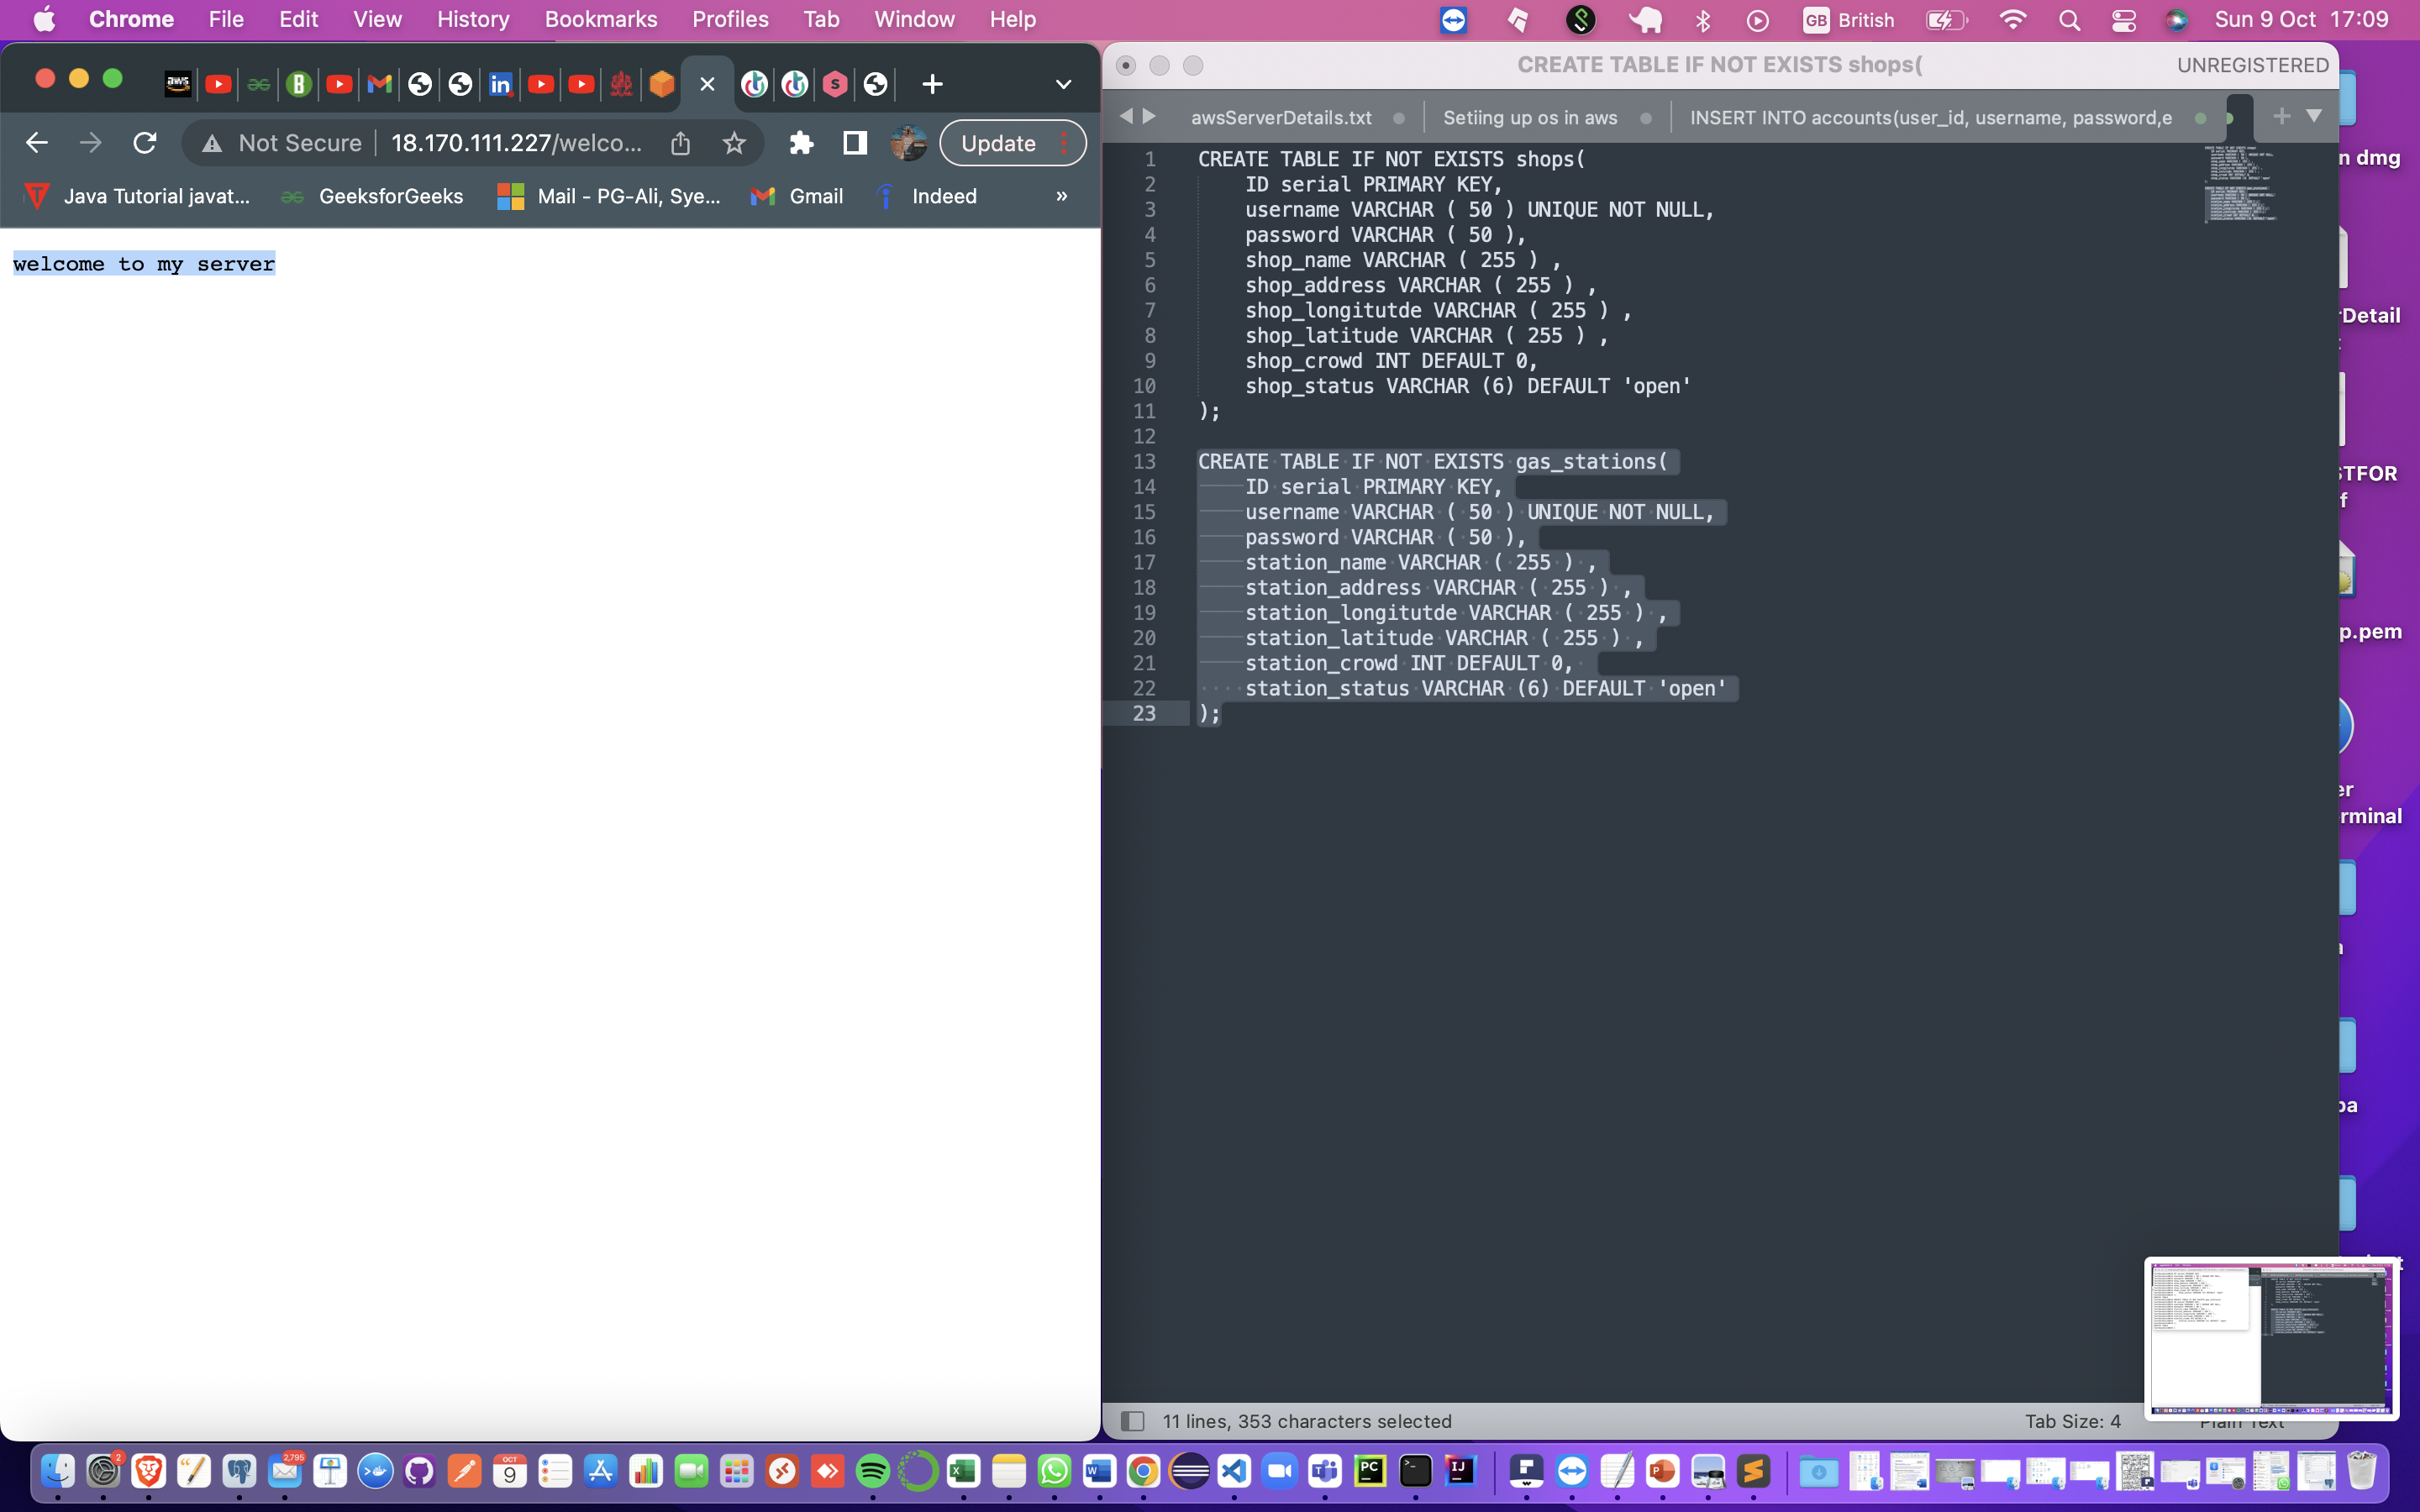 Chrome File Edit View History Bookmarks Profiles Tab Window Help
GB British Sun 9 Oct 17:09
Not Secure 18.170.111.227/welco...
Update
Java Tutorial javat... GeeksforGeeks Mail - PG-Ali, Sye... Gmail Indeed »
welcome to my server
CREATE TABLE IF NOT EXISTS shops(
UNREGISTERED
awsServerDetails.txt Setiing up os in aws INSERT INTO accounts(user_id, username, password,e
1 CREATE TABLE IF NOT EXISTS shops(
2 ID serial PRIMARY KEY,
3 username VARCHAR ( 50 ) UNIQUE NOT NULL,
4 password VARCHAR ( 50 ),
5 shop_name VARCHAR ( 255 ) ,
6 shop_address VARCHAR ( 255 ) ,
7 shop_longitutde VARCHAR ( 255 ) ,
8 shop_latitude VARCHAR ( 255 ) ,
9 shop_crowd INT DEFAULT 0,
10 shop_status VARCHAR (6) DEFAULT 'open'
11 );
12
13 CREATE TABLE IF NOT EXISTS gas_stations(
14 ID serial PRIMARY KEY,
15 username VARCHAR ( 50 ) UNIQUE NOT NULL,
16 password VARCHAR ( 50 ),
17 station_name VARCHAR ( 255 ) ,
18 station_address VARCHAR ( 255 ) ,
19 station_longitutde VARCHAR ( 255 ) ,
20 station_latitude VARCHAR ( 255 ) ,
21 station_crowd INT DEFAULT 0,
22 station_status VARCHAR (6) DEFAULT 'open'
23 );
11 lines, 353 characters selected
Tab Size: 4
Plain Text
n dmg
rDetail
STFOR
f
p.pem
er
rminal
a
pa
2
2,795
OCT
9
PC
IJ